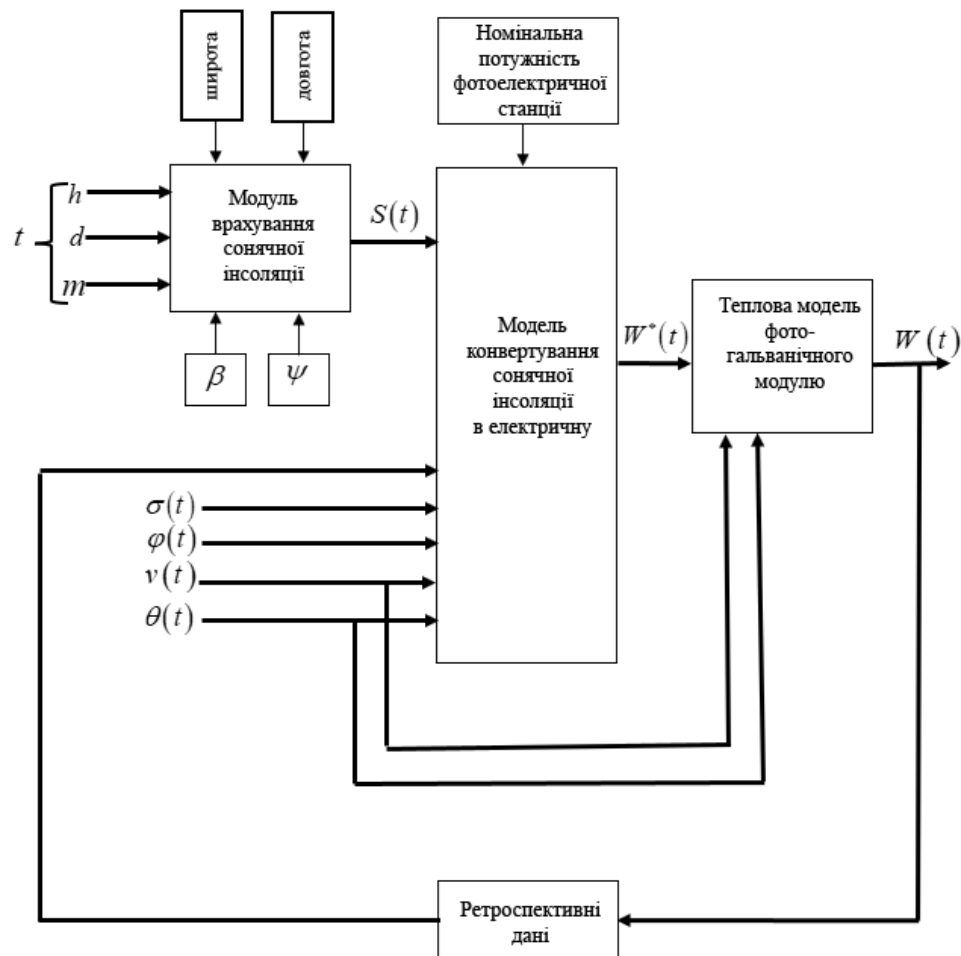 широта
довгота
Номінальна
потужність
фотоелектричної
станції
t
h
d
m
Модуль
врахування
сонячної
інсоляції
S(t)
β
ψ
Модель
конвертування
сонячної
інсоляції
в електричну
W*(t)
Теплова модель
фото-
гальванічного
модулю
W(t)
σ(t)
φ(t)
v(t)
θ(t)
Ретроспективні
дані